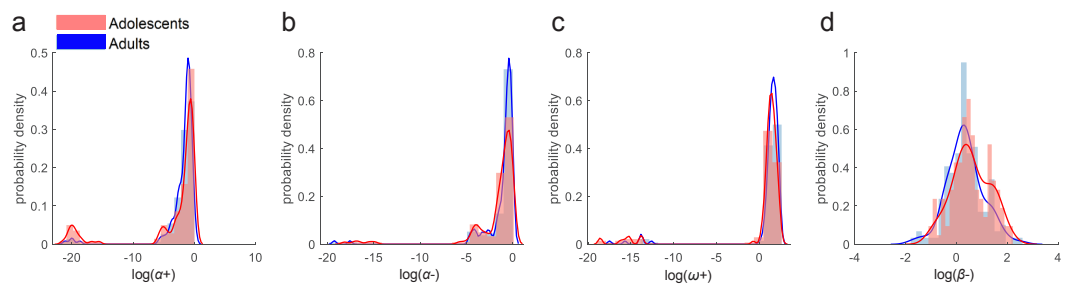 a
Adolescents
Adults
probability density
0.5
0.4
0.3
0.2
0.1
0
-20
-10
0
10
log(α+)
b
probability density
0.8
0.6
0.4
0.2
0
-20
-15
-10
-5
0
log(α-)
c
probability density
0.8
0.6
0.4
0.2
0
-20
-15
-10
-5
0
log(ω+)
d
probability density
1
0.8
0.6
0.4
0.2
0
-4
-2
0
2
4
log(β-)